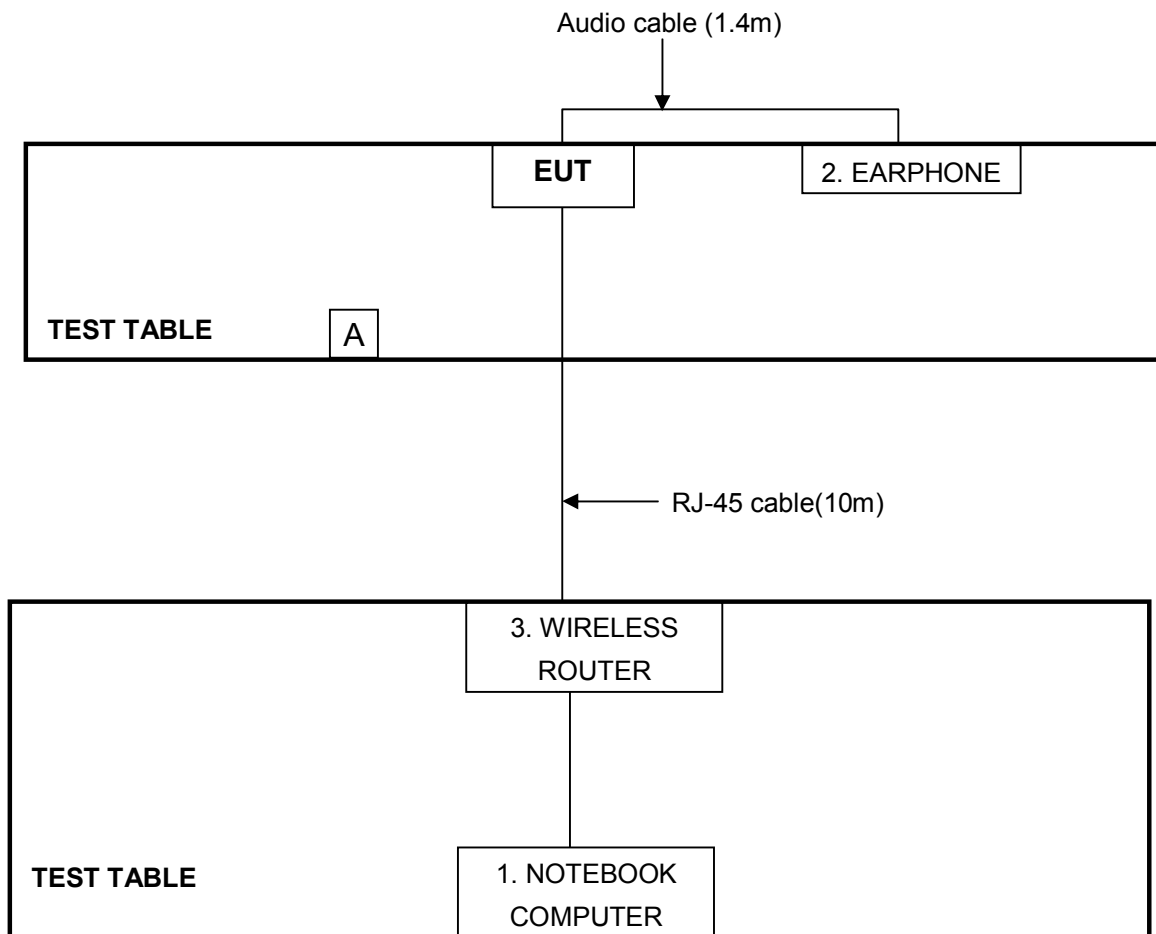 Audio cable (1.4m)
EUT
2. EARPHONE
TEST TABLE
A
RJ-45 cable(10m)
3. WIRELESS
ROUTER
TEST TABLE
1. NOTEBOOK
COMPUTER